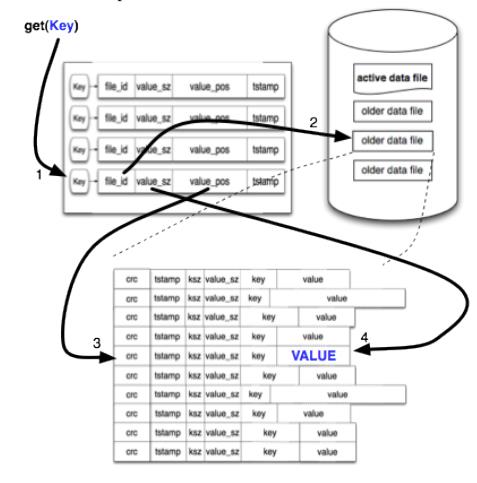 get(Key)
Key file_id value_sz value_pos tstamp
Key file_id value_sz value_pos tstamp
Key file_id value_sz value_pos tstamp
1 Key file_id value_sz value_pos tstamp
2
active data file
older data file
older data file
older data file
3
4
crc tstamp ksz value_sz key value
crc tstamp ksz value_sz key value
crc tstamp ksz value_sz key value
crc tstamp ksz value_sz key value
crc tstamp ksz value_sz key VALUE
crc tstamp ksz value_sz key value
crc tstamp ksz value_sz key value
crc tstamp ksz value_sz key value
crc tstamp ksz value_sz key value
crc tstamp ksz value_sz key value